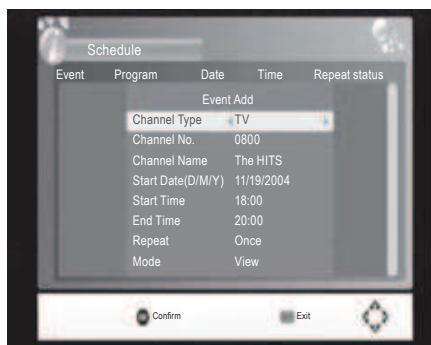 Schedule
Event Program Date Time Repeat status
Event Add
Channel Type TV
Channel No. 0800
Channel Name The HITS
Start Date(D/M/Y) 11/19/2004
Start Time 18:00
End Time 20:00
Repeat Once
Mode View
Confirm Exit